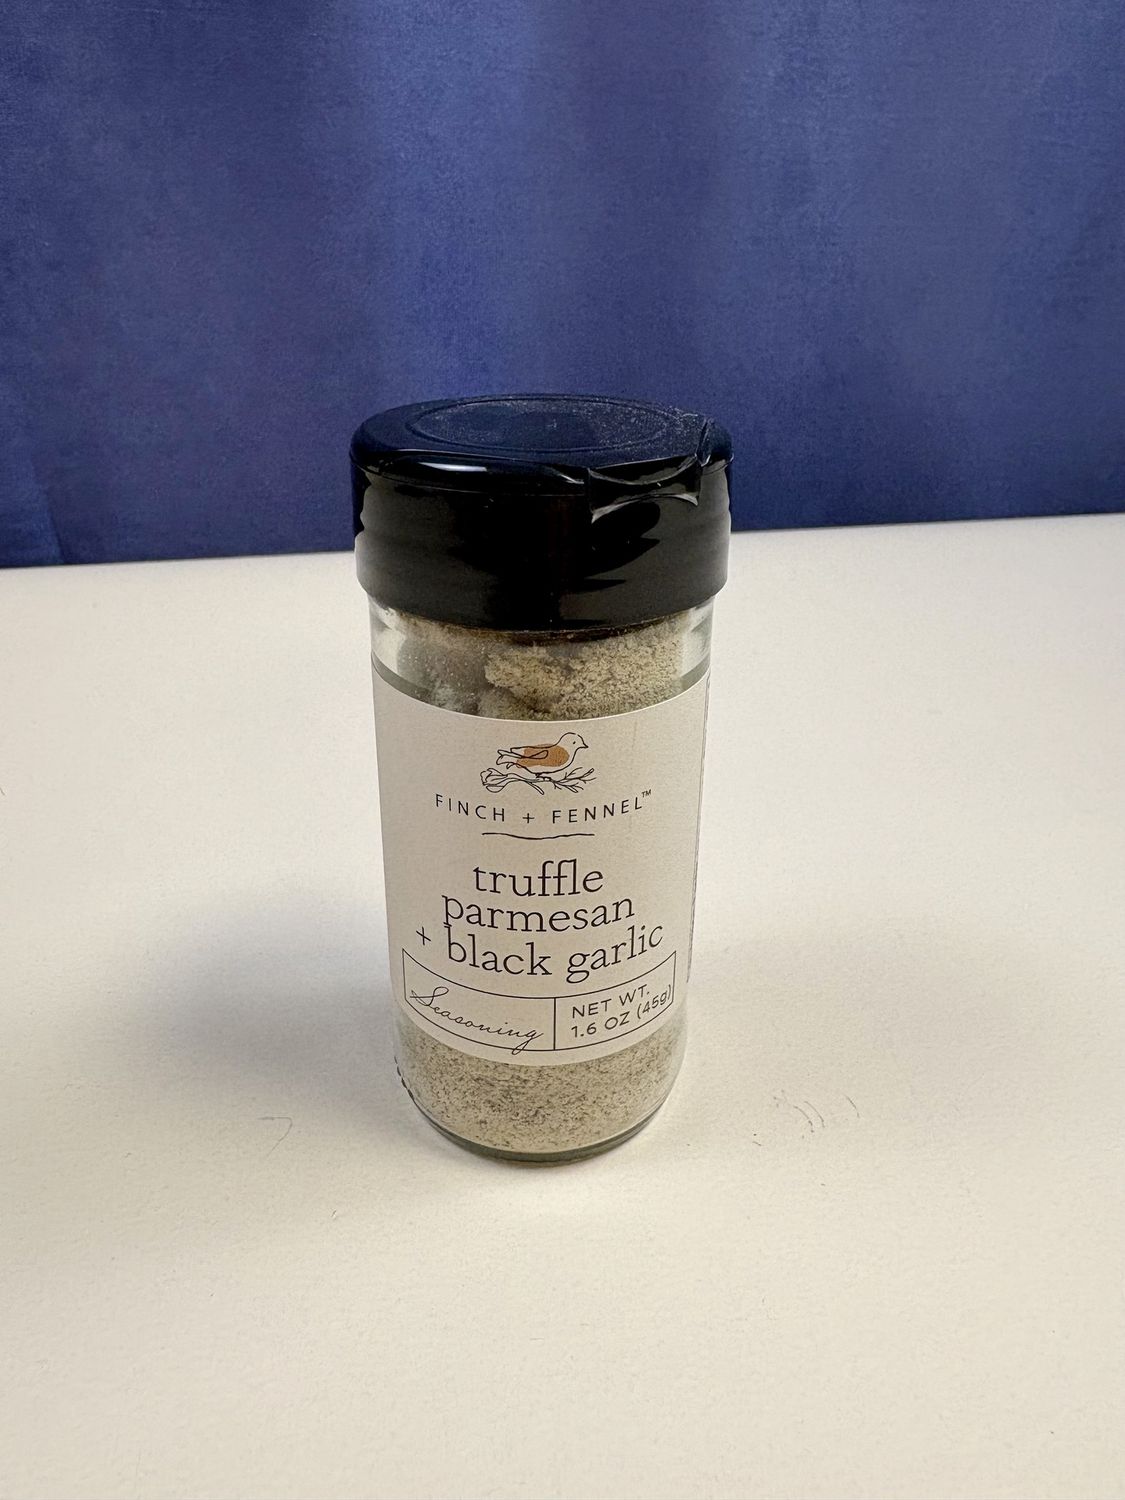 FINCH + FENNEL™
truffle
parmesan
+ black garlic
Seasoning
NET WT.
1.6 OZ (45g)